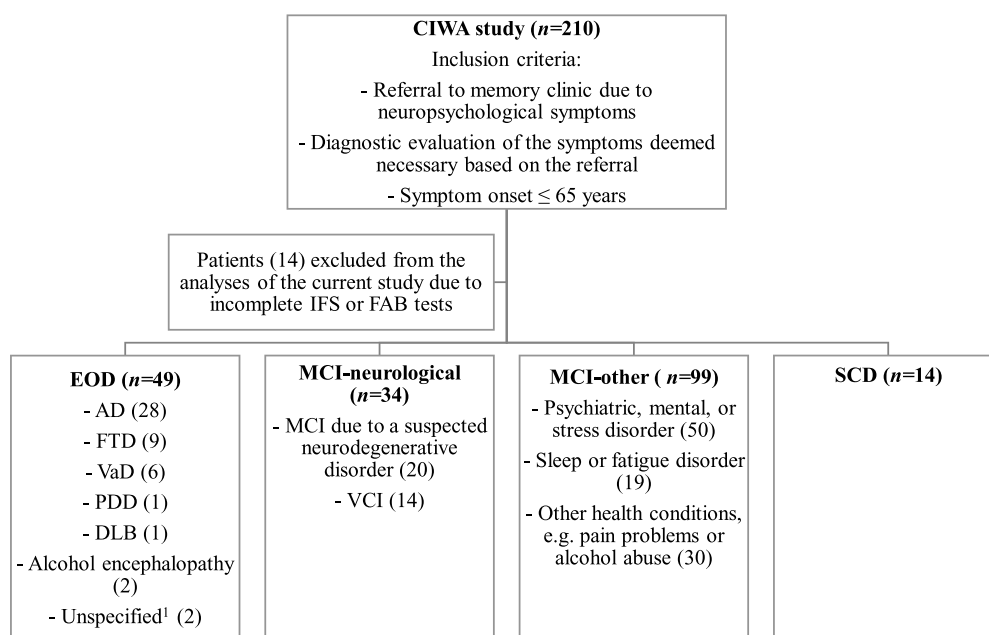 CIWA study (n=210)
Inclusion criteria:
- Referral to memory clinic due to
neuropsychological symptoms
- Diagnostic evaluation of the symptoms deemed
necessary based on the referral
- Symptom onset ≤ 65 years
Patients (14) excluded from the
analyses of the current study due to
incomplete IFS or FAB tests
EOD (n=49)
- AD (28)
- FTD (9)
- VaD (6)
- PDD (1)
- DLB (1)
- Alcohol encephalopathy
(2)
- Unspecified¹ (2)
MCI-neurological
(n=34)
- MCI due to a suspected
neurodegenerative
disorder (20)
- VCI (14)
MCI-other ( n=99)
- Psychiatric, mental, or
stress disorder (50)
- Sleep or fatigue disorder
(19)
- Other health conditions,
e.g. pain problems or
alcohol abuse (30)
SCD (n=14)